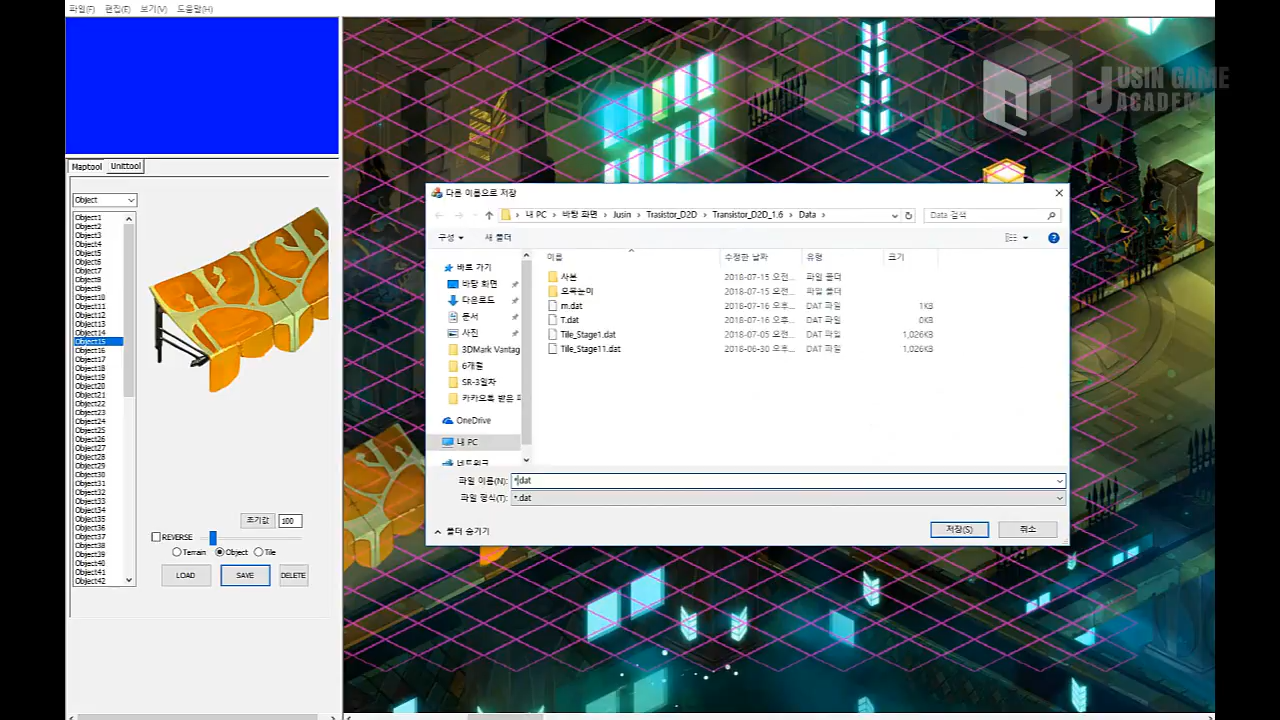 파일(F) 편집(E) 보기(V) 도움말(H)
JUSIN GAME
ACADEM
Maptool Unittool
Object
Object1
Object2
Object3
Object4
Object5
Object6
Object7
Object8
Object9
Object10
Object11
Object12
Object13
Object14
Object15
Object16
Object17
Object18
Object19
Object20
Object21
Object22
Object23
Object24
Object25
Object26
Object27
Object28
Object29
Object30
Object31
Object32
Object33
Object34
Object35
Object36
Object37
Object38
Object39
Object40
Object41
Object42
초기값 100
REVERSE
Terrain Object Tile
LOAD SAVE DELETE
다른 이름으로 저장
내 PC › 바탕 화면 › Jusin › Trasistor_D2D › Transistor_D2D_1.6 › Data ›
Data 검색
구성 새 폴더
바로 가기
바탕 화면
다운로드
문서
사진
3DMark Vantag
6개월
SR-3일차
카카오톡 받은 파
OneDrive
내 PC
네트워크
이름 수정한 날짜 유형 크기
사본 2018-07-15 오전... 파일 폴더
오목눈이 2018-07-15 오전... 파일 폴더
m.dat 2018-07-16 오후... DAT 파일 1KB
T.dat 2018-07-16 오후... DAT 파일 0KB
Tile_Stage1.dat 2018-07-05 오전... DAT 파일 1,026KB
Tile_Stage11.dat 2018-06-30 오후... DAT 파일 1,026KB
파일 이름(N): *.dat
파일 형식(T): *.dat
폴더 숨기기
저장(S) 취소